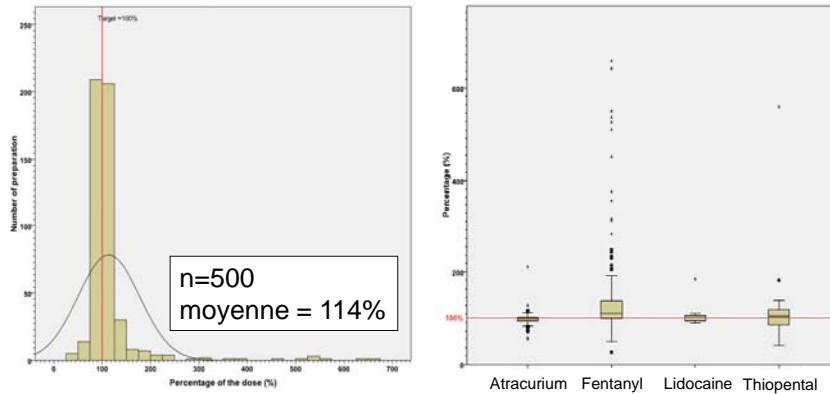 Target =100%
250
200
150
100
50
0
Number of preparation
n=500
moyenne = 114%
0 100 200 300 400 500 600 700
Percentage of the dose (%)
600
400
200
100%
0
Percentage (%)
Atracurium Fentanyl Lidocaine Thiopental